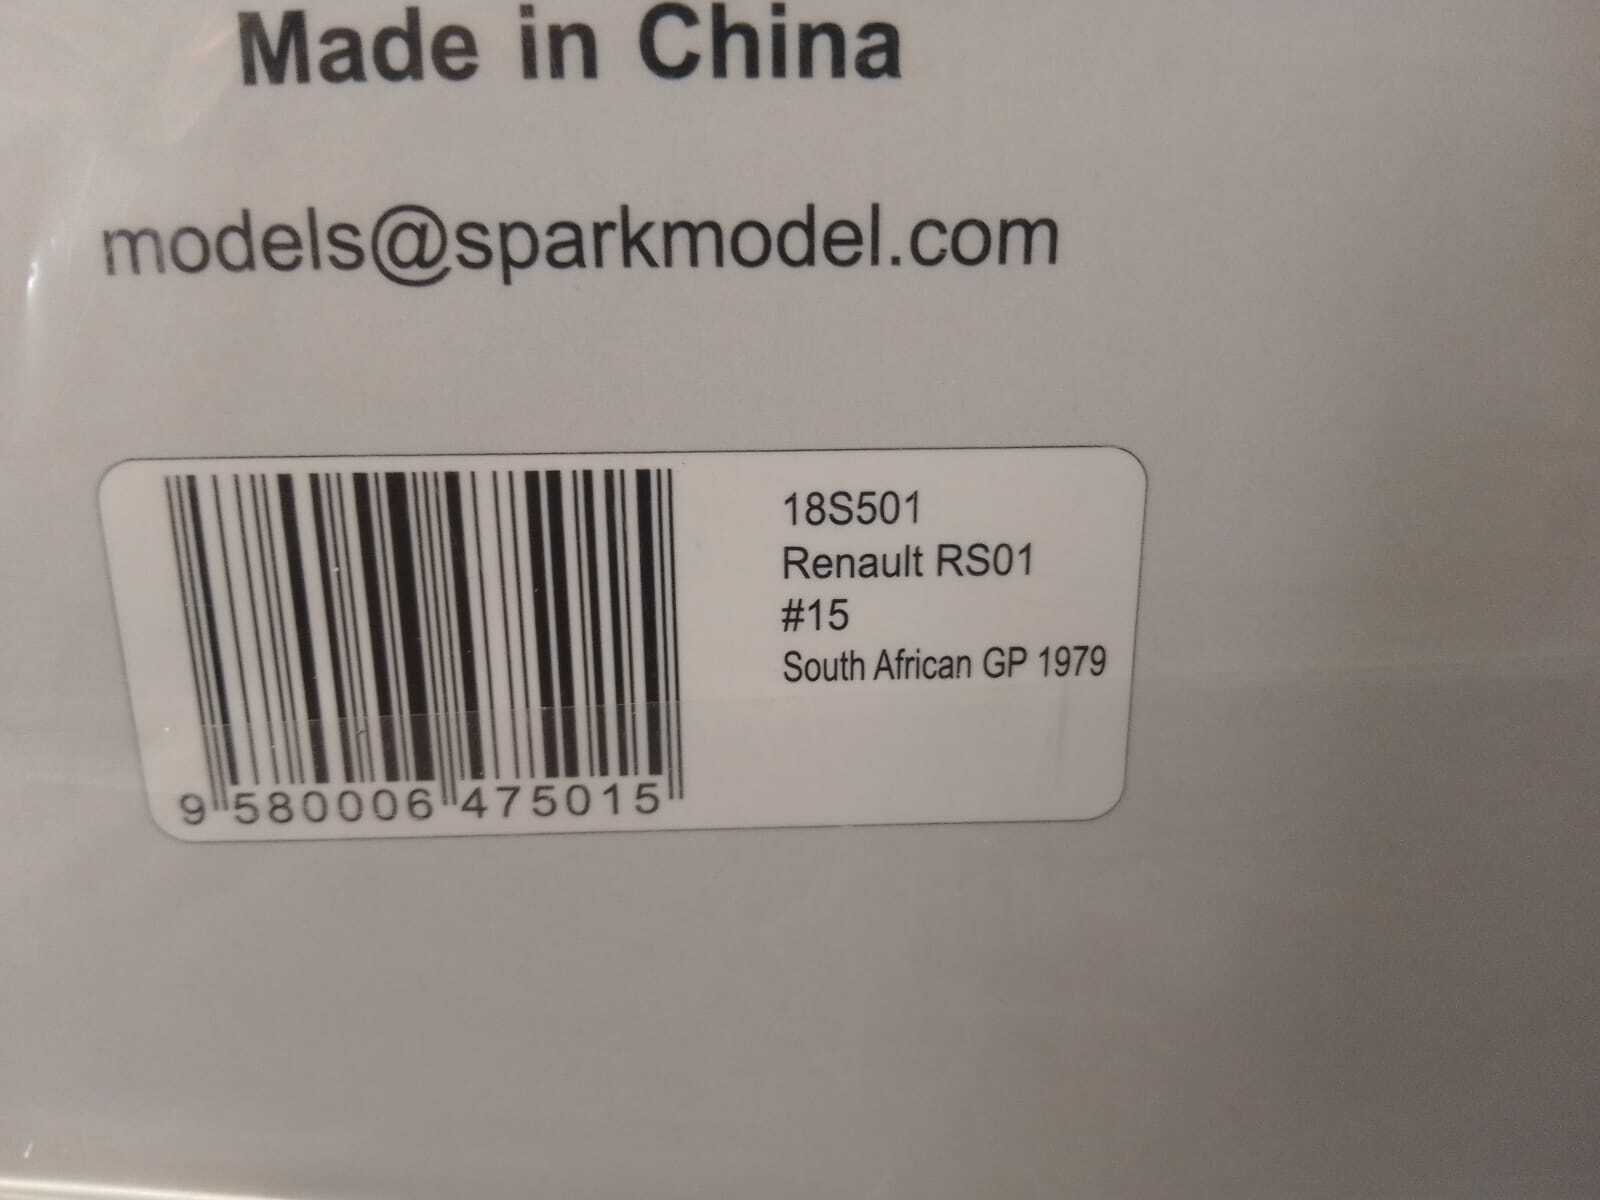 Made in China
models@sparkmodel.com
18S501
Renault RS01
#15
South African GP 1979
9 580006 475015